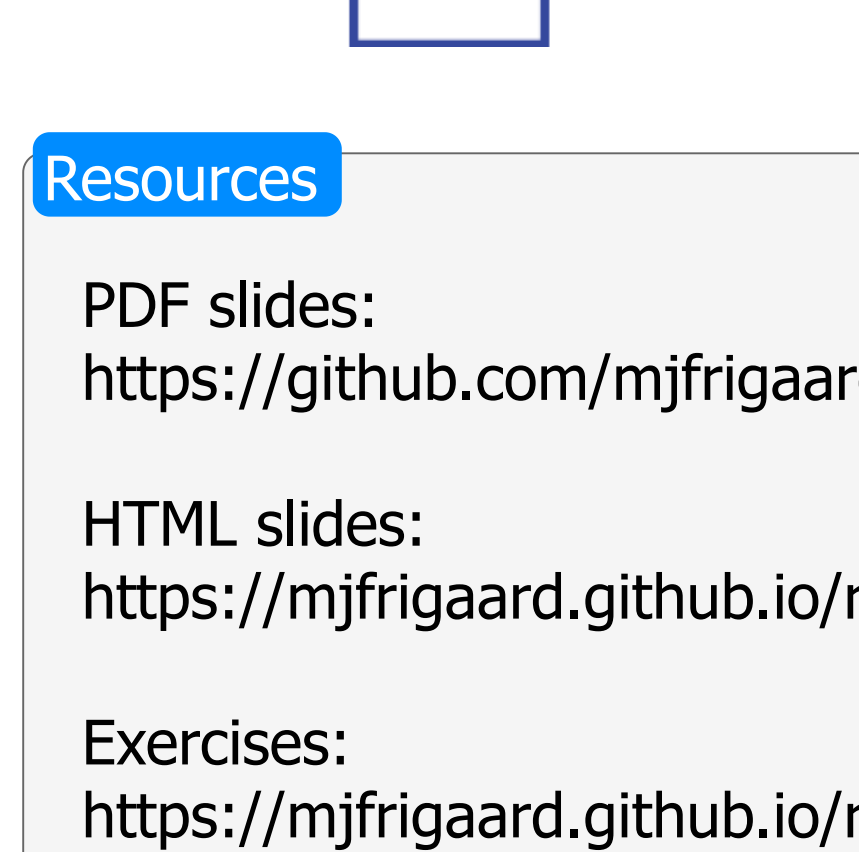 Resources
PDF slides:
https://github.com/mjfrigaar
HTML slides:
https://mjfrigaard.github.io/
Exercises:
https://mjfrigaard.github.io/